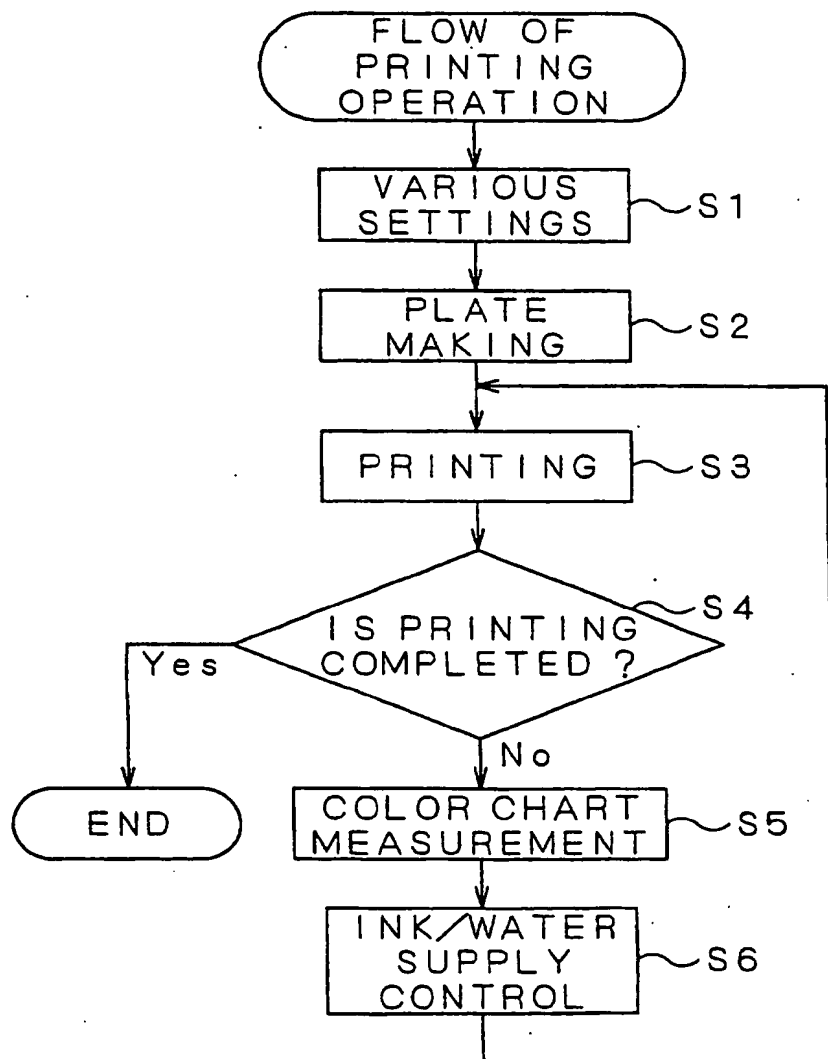 FLOW OF
PRINTING
OPERATION
VARIOUS
SETTINGS
S1
PLATE
MAKING
S2
PRINTING
S3
IS PRINTING
COMPLETED?
S4
Yes
No
END
COLOR CHART
MEASUREMENT
S5
INK/WATER
SUPPLY
CONTROL
S6